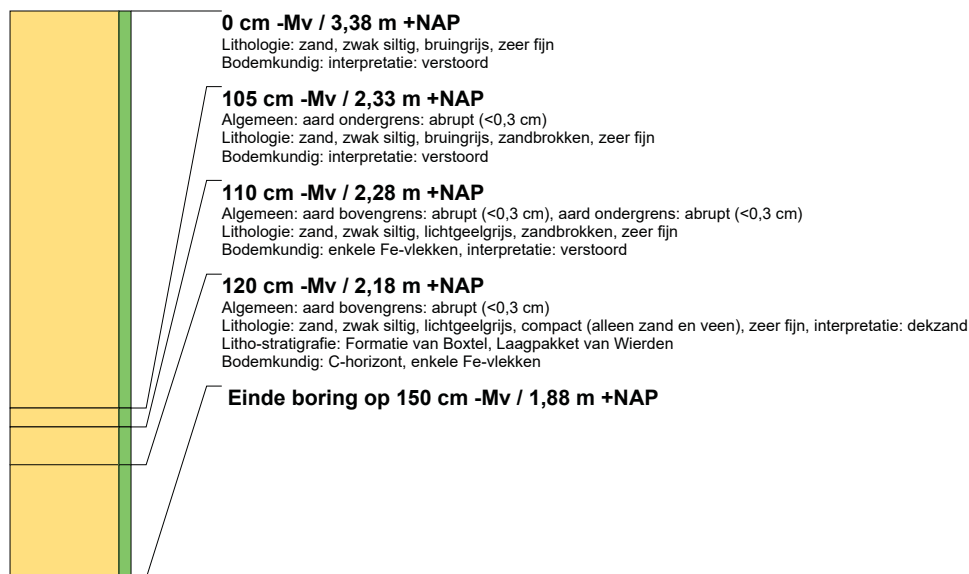 0 cm -Mv / 3,38 m +NAP
Lithologie: zand, zwak siltig, bruingrijs, zeer fijn
Bodemkundig: interpretatie: verstoord
105 cm -Mv / 2,33 m +NAP
Algemeen: aard ondergrens: abrupt (<0,3 cm)
Lithologie: zand, zwak siltig, bruingrijs, zandbrokken, zeer fijn
Bodemkundig: interpretatie: verstoord
110 cm -Mv / 2,28 m +NAP
Algemeen: aard bovengrens: abrupt (<0,3 cm), aard ondergrens: abrupt (<0,3 cm)
Lithologie: zand, zwak siltig, lichtgeelgrijs, zandbrokken, zeer fijn
Bodemkundig: enkele Fe-vlekken, interpretatie: verstoord
120 cm -Mv / 2,18 m +NAP
Algemeen: aard bovengrens: abrupt (<0,3 cm)
Lithologie: zand, zwak siltig, lichtgeelgrijs, compact (alleen zand en veen), zeer fijn, interpretatie: dekzand
Litho-stratigrafie: Formatie van Boxtel, Laagpakket van Wierden
Bodemkundig: C-horizont, enkele Fe-vlekken
Einde boring op 150 cm -Mv / 1,88 m +NAP